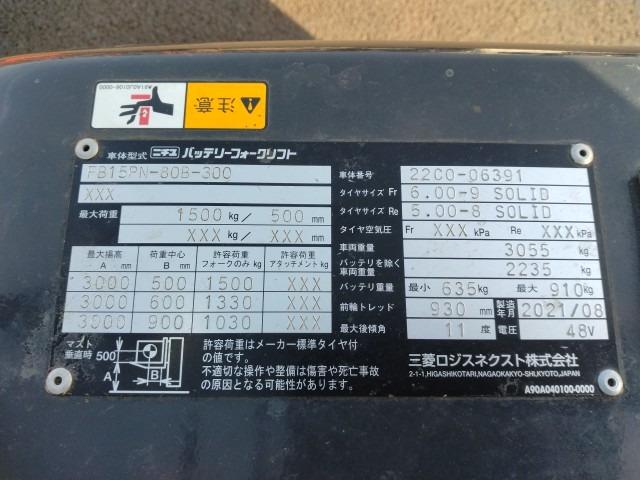 A91A0J0106-0000
注意
車体型式 ニチユ バッテリーフォークリフト
FB15PN-80B-300
XXX
最大荷重 1500 kg/ 500 mm
XXX kg/ XXX mm
最大揚高 A mm 荷重中心 B mm 許容荷重 フォークのみ kg 許容荷重 アタッチメント kg
3000 500 1500 XXX
3000 600 1330 XXX
3000 900 1030 XXX
マスト垂直時 500 A B
許容荷重はメーカー標準タイヤ付
の値です。
不適切な操作や整備は傷害や死亡事故
の原因となる可能性があります。
車体番号 22C0-06391
タイヤサイズ Fr 6.00-9 SOLID
タイヤサイズ Re 5.00-8 SOLID
タイヤ空気圧 Fr XXX kPa Re XXX kPa
車両重量 3055 kg
バッテリを除く車両重量 2235 kg
バッテリ重量 最小 635 kg 最大 910 kg
前輪トレッド 930 mm 製造年月 2021/08
最大後傾角 11 度 電圧 48 V
三菱ロジスネクスト株式会社
2-1-1,HIGASHIKOTARI,NAGAOKAKYO-SHI,KYOTO,JAPAN
A90A040100-0000